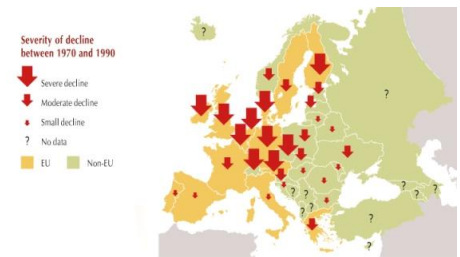 Severity of decline
between 1970 and 1990
Severe decline
Moderate decline
Small decline
? No data
EU Non-EU
?
?
?
?
?
?
?
?
?
?
?